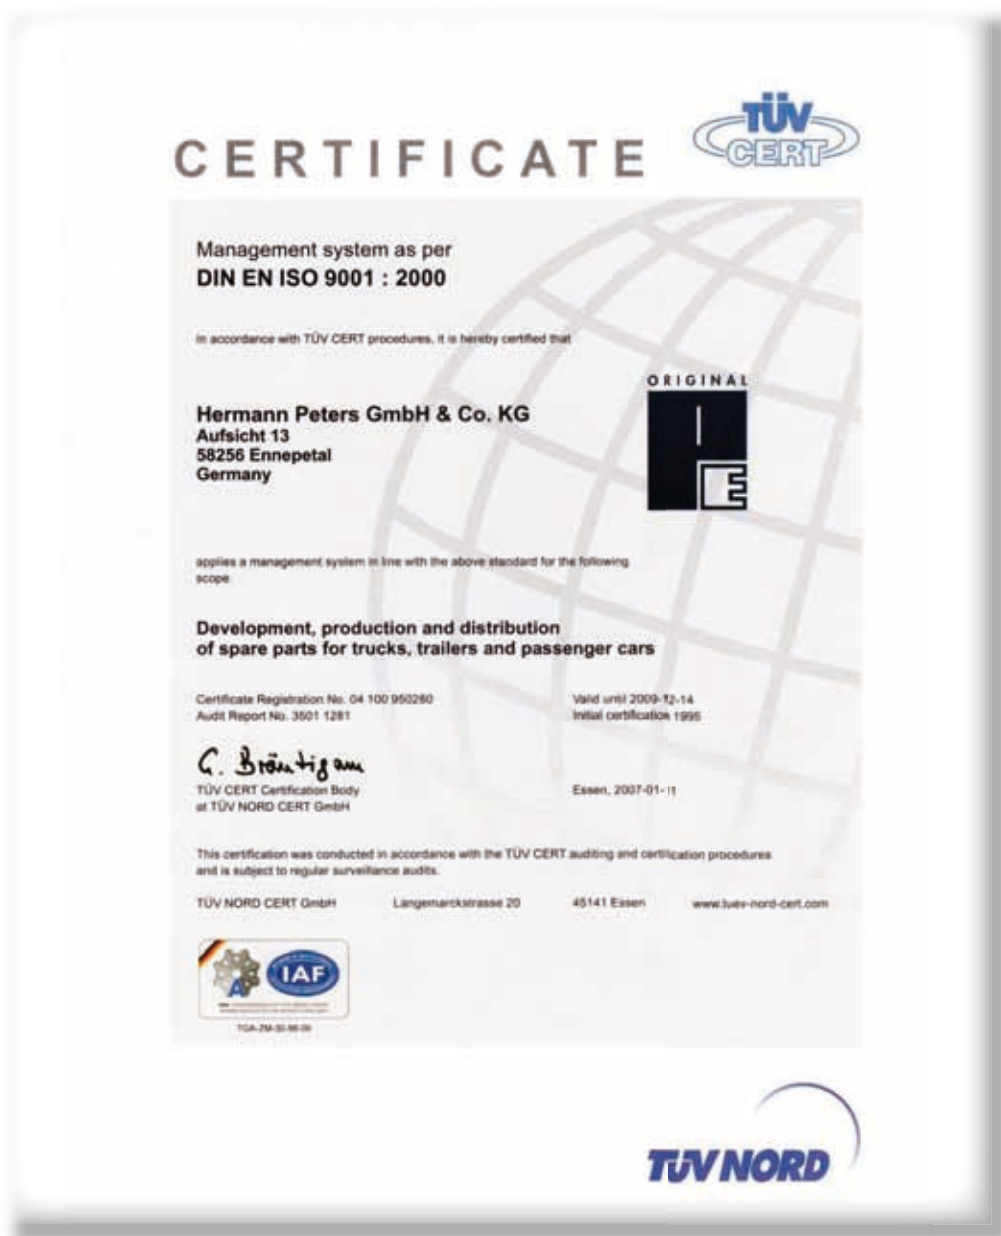 TÜV
CERT
CERTIFICATE
Management system as per
DIN EN ISO 9001 : 2000
In accordance with TÜV CERT procedures, it is hereby certified that
ORIGINAL
Hermann Peters GmbH & Co. KG
Aufsicht 13
58256 Ennepetal
Germany
applies a management system in line with the above standard for the following
scope
Development, production and distribution
of spare parts for trucks, trailers and passenger cars
Certificate Registration No. 04 100 950260
Audit Report No. 3501 1281
Valid until 2009-12-14
Initial certification 1995
G. Bräutigam
TÜV CERT Certification Body
at TÜV NORD CERT GmbH
Essen, 2007-01-11
This certification was conducted in accordance with the TÜV CERT auditing and certification procedures
and is subject to regular surveillance audits.
TÜV NORD CERT GmbH Langemarckstrasse 20 45141 Essen www.tuev-nord-cert.com
A
IAF
TÜV NORD